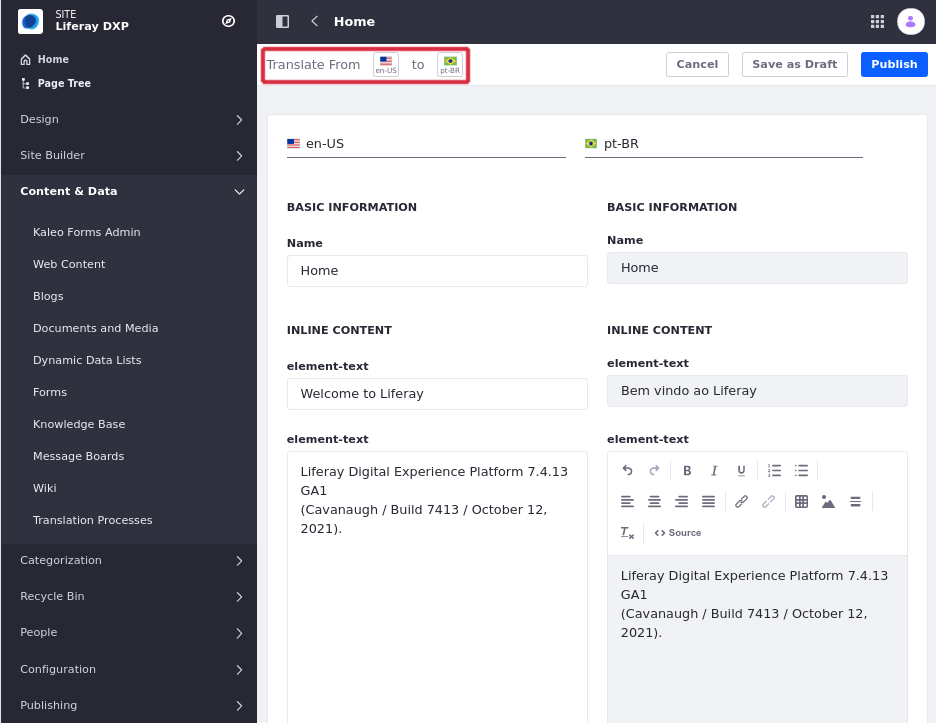 SITE
Liferay DXP
Home
Home
Page Tree
Translate From en-US to pt-BR
Cancel
Save as Draft
Publish
Design
Site Builder
Content & Data
Kaleo Forms Admin
Web Content
Blogs
Documents and Media
Dynamic Data Lists
Forms
Knowledge Base
Message Boards
Wiki
Translation Processes
Categorization
Recycle Bin
People
Configuration
Publishing
en-US
BASIC INFORMATION
Name
Home
INLINE CONTENT
element-text
Welcome to Liferay
element-text
Liferay Digital Experience Platform 7.4.13
GA1
(Cavanaugh / Build 7413 / October 12,
2021).
pt-BR
BASIC INFORMATION
Name
Home
INLINE CONTENT
element-text
Bem vindo ao Liferay
element-text
B I U
Source
Liferay Digital Experience Platform 7.4.13
GA1
(Cavanaugh / Build 7413 / October 12,
2021).